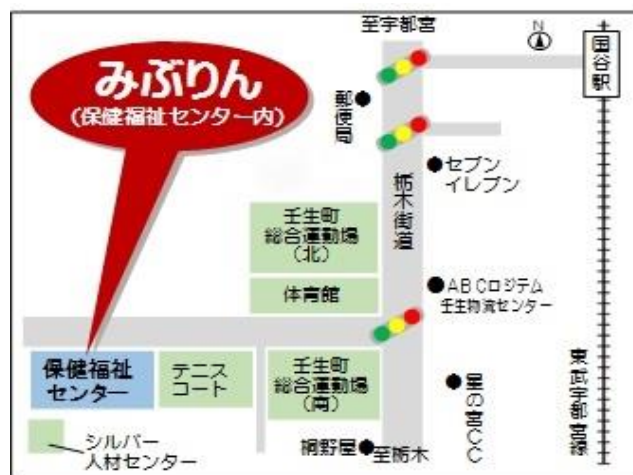 至宇都宮
N
国谷駅
みぶりん
(保健福祉センター内)
郵便局
セブン
イレブン
栃木街道
壬生町
総合運動場
(北)
体育館
ABCロジテム
壬生物流センター
保健福祉
センター
テニス
コート
壬生町
総合運動場
(南)
星の宮CC
東武宇都宮線
シルバー
人材センター
桐野屋
至栃木